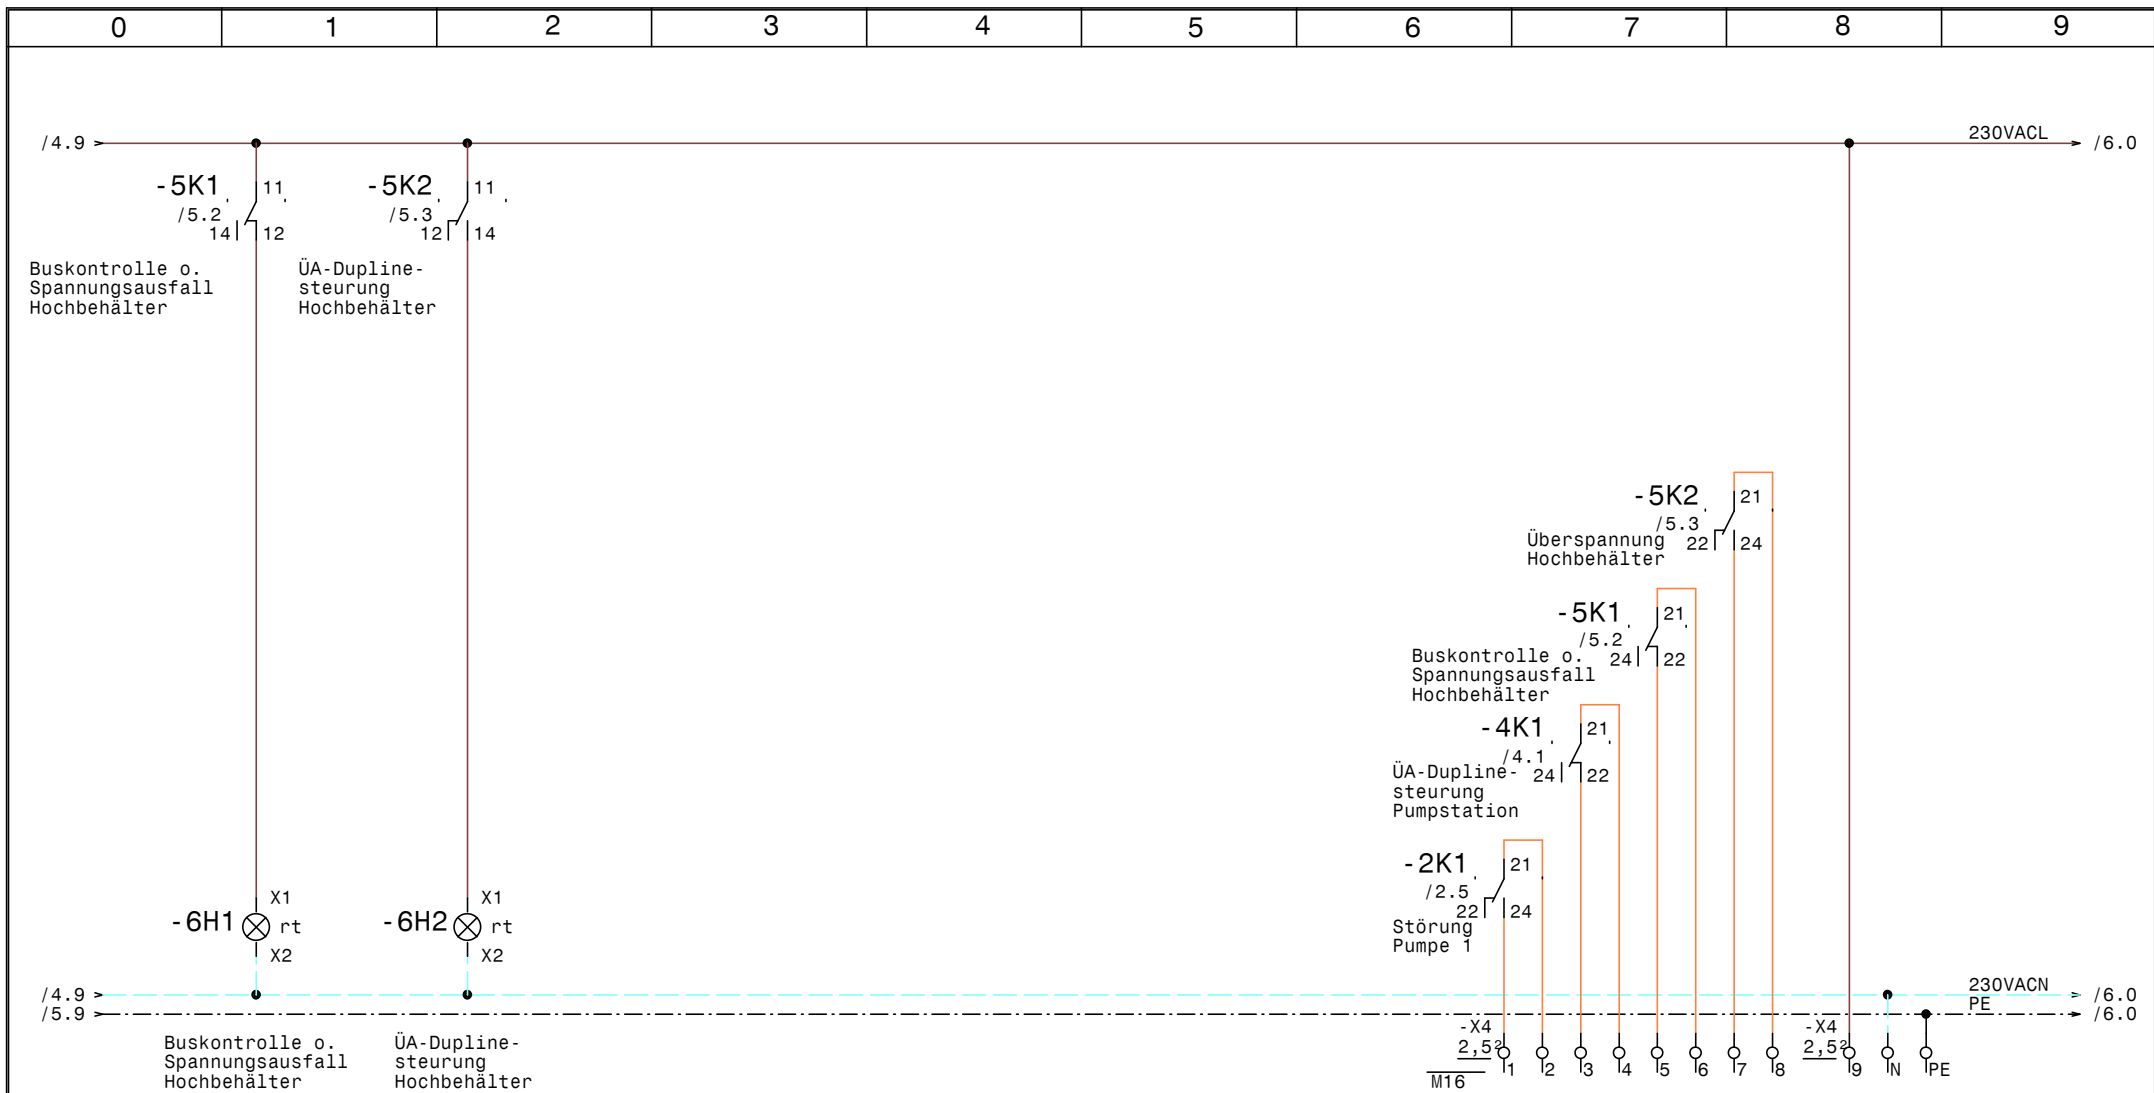 0 1 2 3 4 5 6 7 8 9
/4.9 230VACL /6.0
-5K1 11
/5.2
14 12
Buskontrolle o.
Spannungsausfall
Hochbehälter
-5K2 11
/5.3
12 14
ÜA-Dupline-
steurung
Hochbehälter
-5K2 21
/5.3
22 24
Überspannung
Hochbehälter
-5K1 21
/5.2
24 22
Buskontrolle o.
Spannungsausfall
Hochbehälter
-4K1 21
/4.1
24 22
ÜA-Dupline-
steurung
Pumpstation
-2K1 21
/2.5
22 24
Störung
Pumpe 1
X1
-6H1 rt
X2
X1
-6H2 rt
X2
/4.9 230VACN /6.0
/5.9 PE /6.0
Buskontrolle o.
Spannungsausfall
Hochbehälter
ÜA-Dupline-
steurung
Hochbehälter
-X4
2,5²
M16
1 2 3 4 5 6 7 8
-X4
2,5²
9 N PE